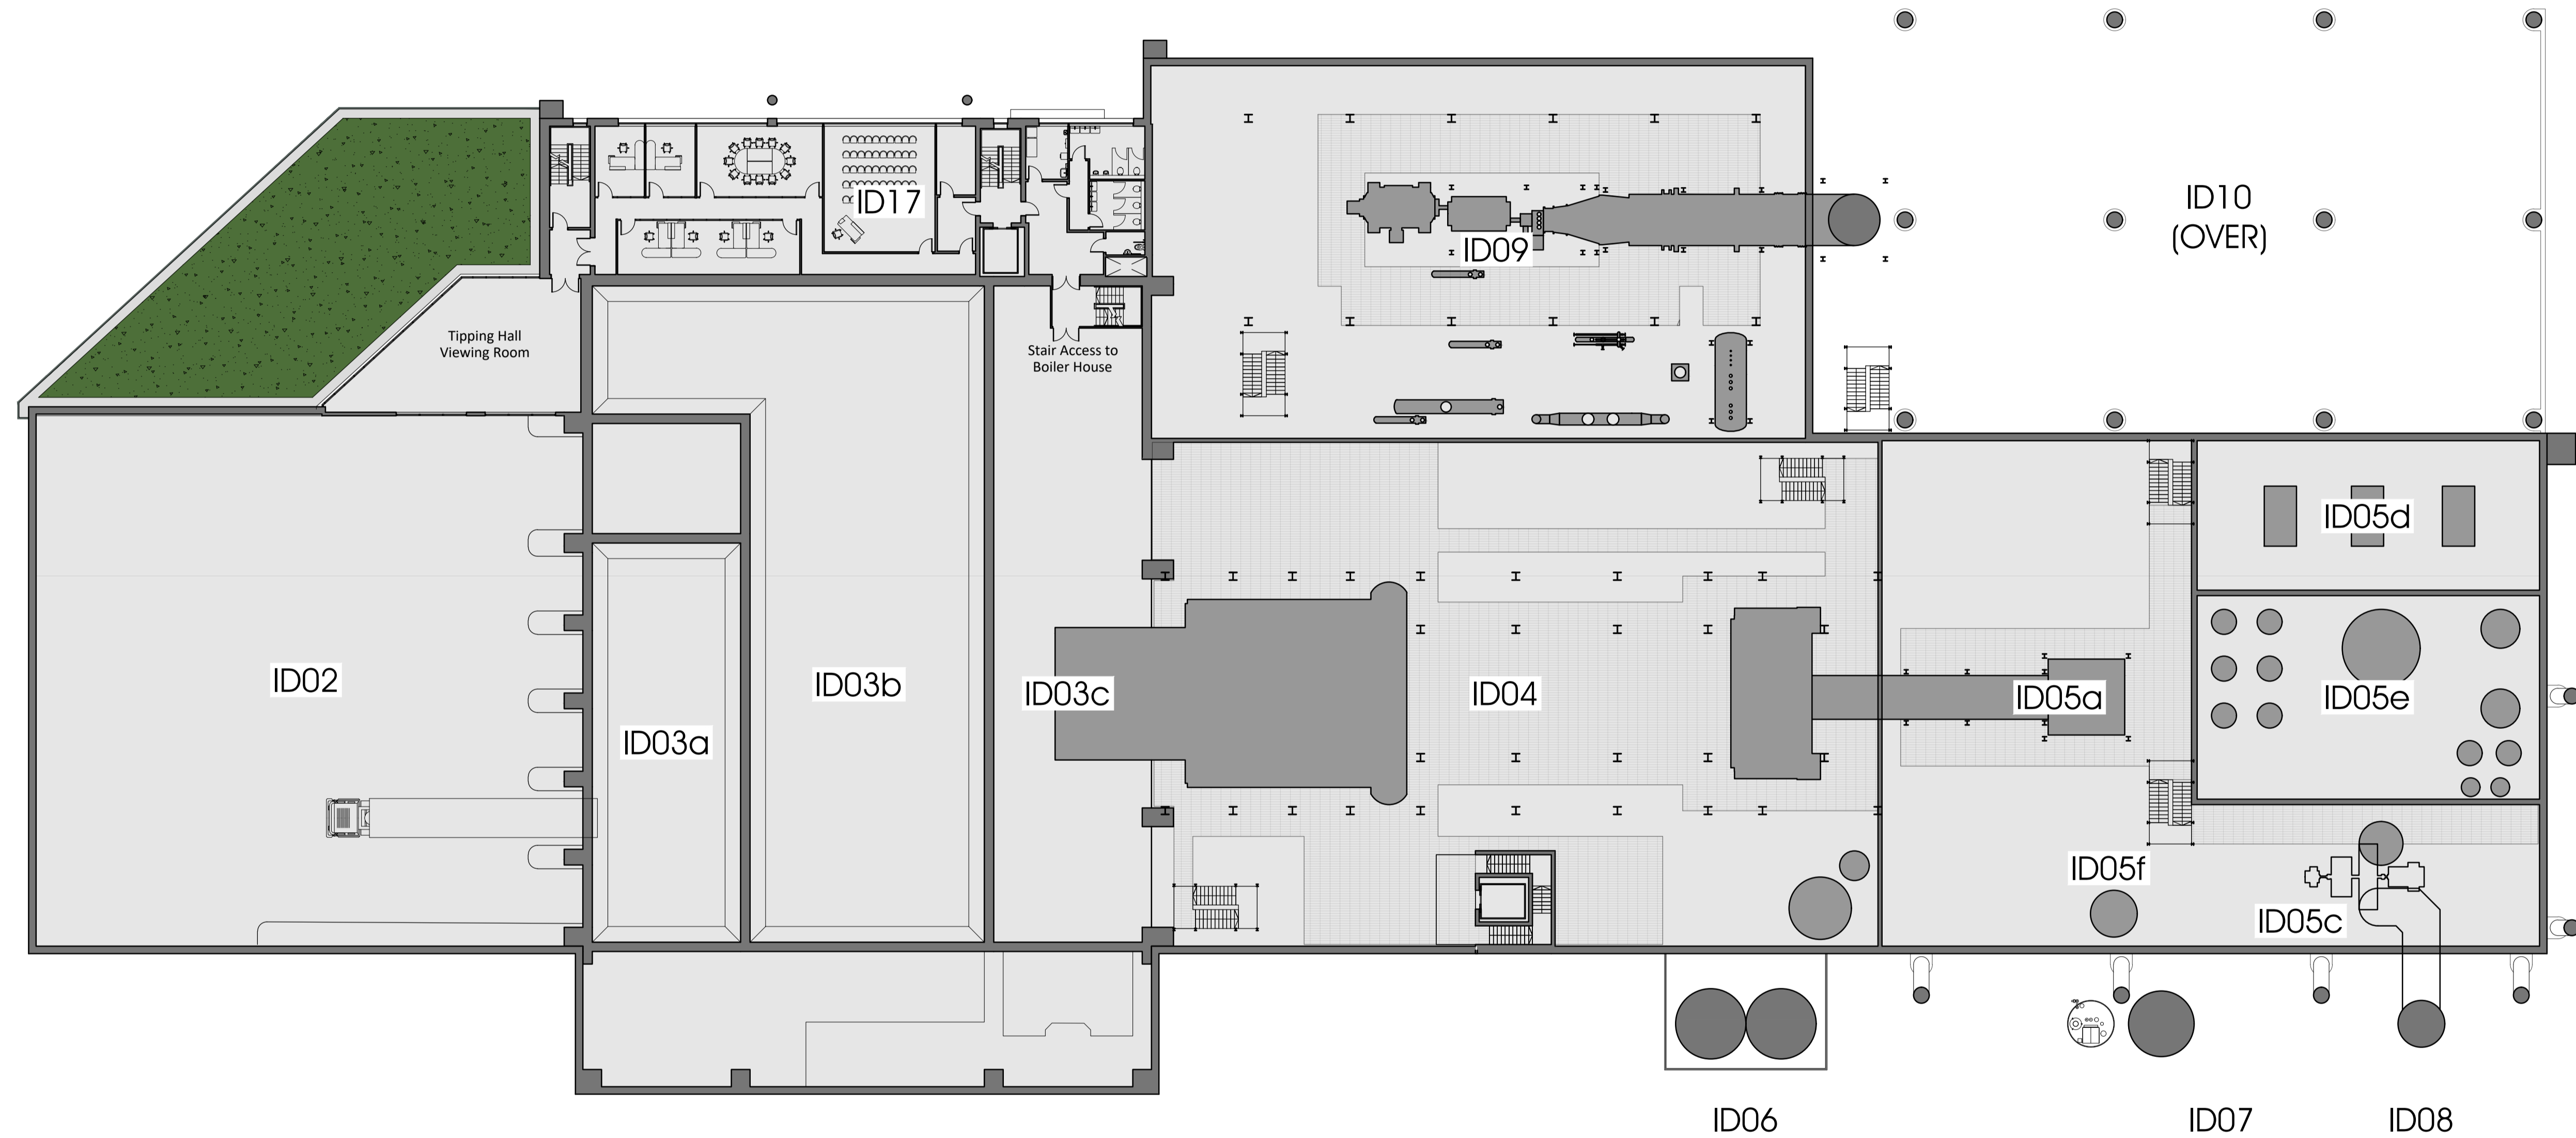 ID10
(OVER)
ID17
ID09
Tipping Hall
Viewing Room
Stair Access to
Boiler House
ID05d
ID02
ID03a
ID03b
ID03c
ID04
ID05a
ID05e
ID05f
ID05c
ID06
ID07
ID08